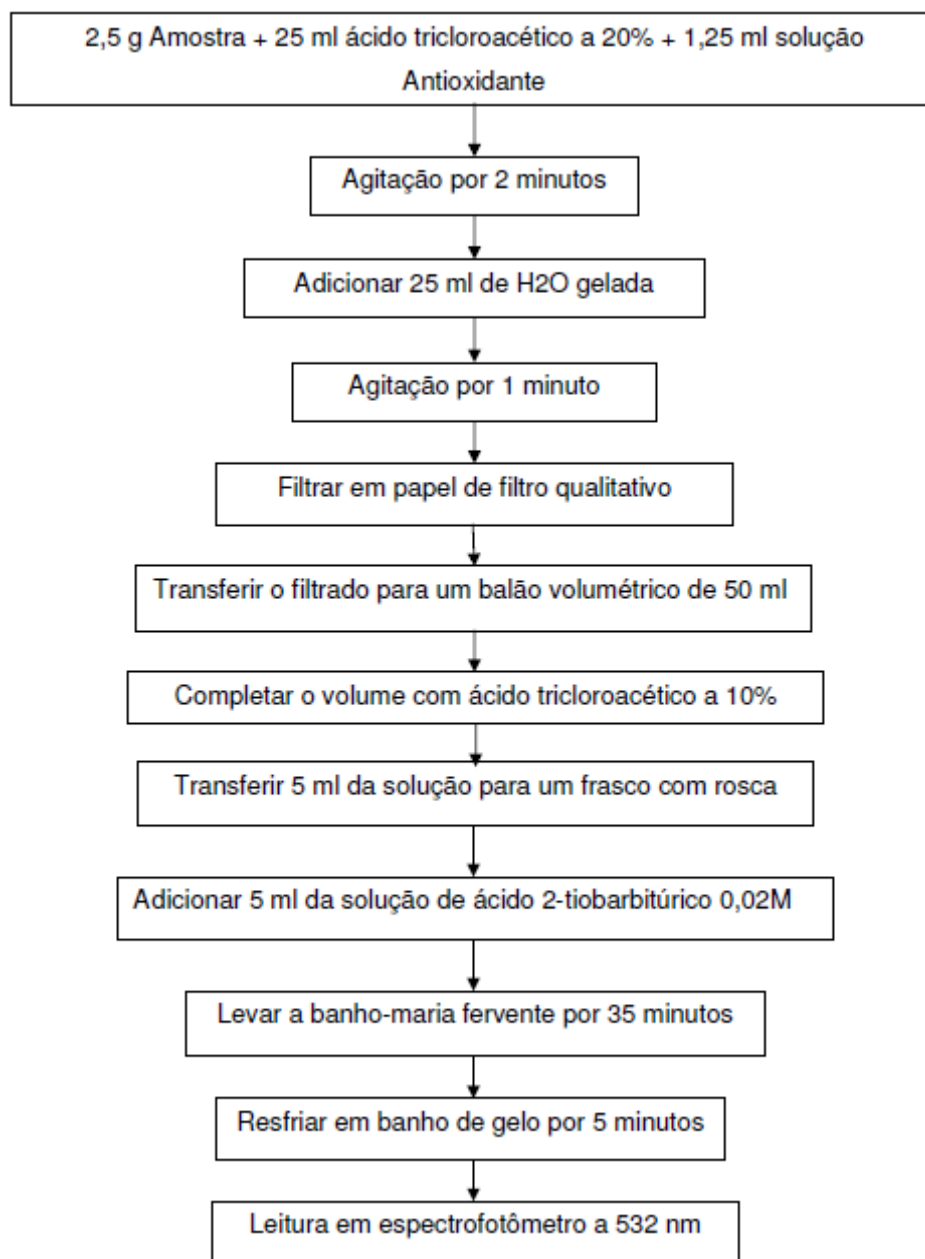 2,5 g Amostra + 25 ml ácido tricloroacético a 20% + 1,25 ml solução
Antioxidante
Agitação por 2 minutos
Adicionar 25 ml de H2O gelada
Agitação por 1 minuto
Filtrar em papel de filtro qualitativo
Transferir o filtrado para um balão volumétrico de 50 ml
Completar o volume com ácido tricloroacético a 10%
Transferir 5 ml da solução para um frasco com rosca
Adicionar 5 ml da solução de ácido 2-tiobarbitúrico 0,02M
Levar a banho-maria fervente por 35 minutos
Resfriar em banho de gelo por 5 minutos
Leitura em espectrofotômetro a 532 nm